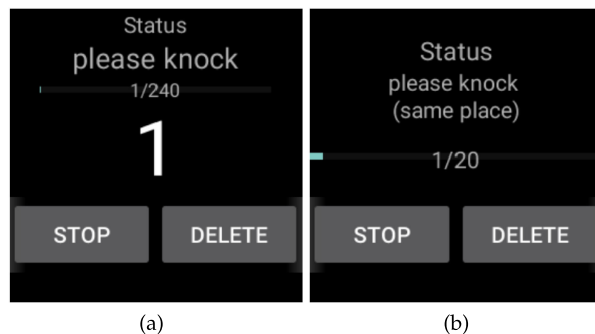 Status
please knock
1/240
1
STOP DELETE
(a)
Status
please knock
(same place)
1/20
STOP DELETE
(b)